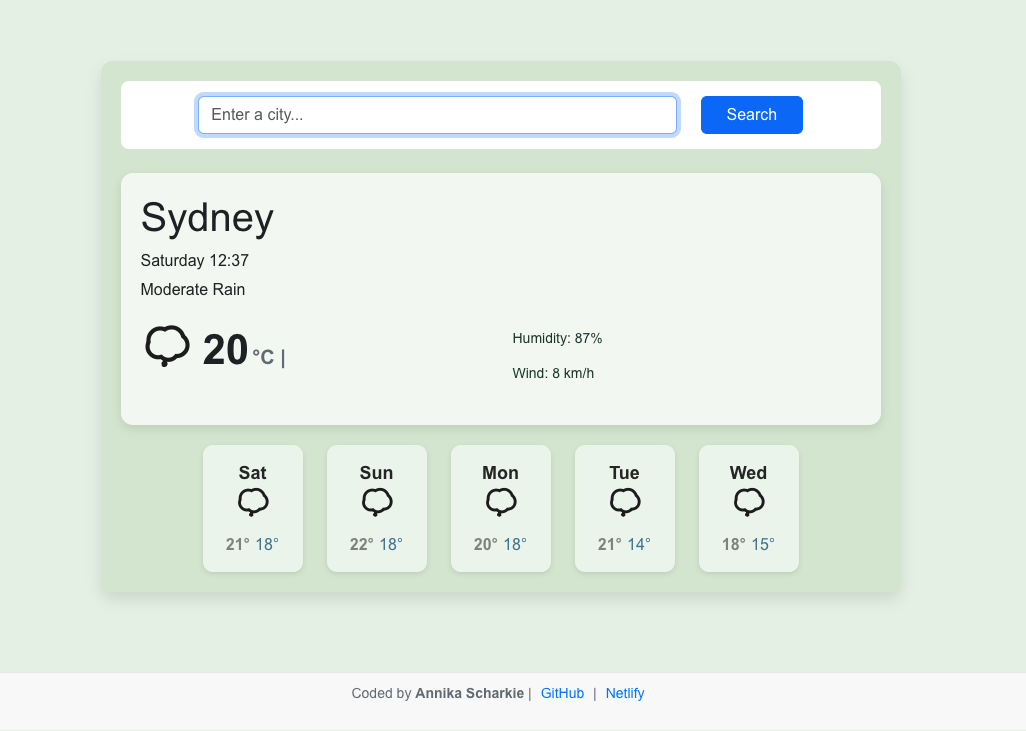 Enter a city... Search
Sydney
Saturday 12:37
Moderate Rain
20 °C |
Humidity: 87%
Wind: 8 km/h
Sat Sun Mon Tue Wed
21° 18° 22° 18° 20° 18° 21° 14° 18° 15°
Coded by Annika Scharkie | GitHub | Netlify